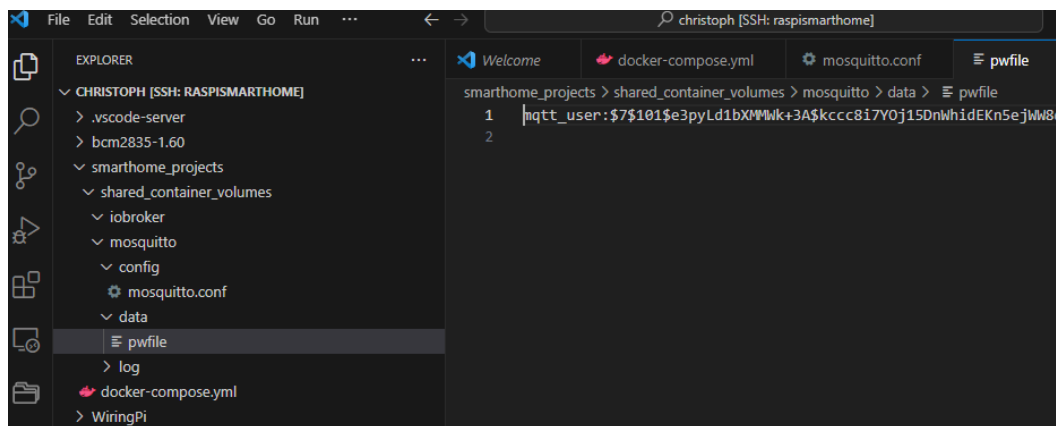 File Edit Selection View Go Run ··· ← → christoph [SSH: raspismarthome]
EXPLORER ···
CHRISTOPH [SSH: RASPISMARTHOME]
.vscode-server
bcm2835-1.60
smarthome_projects
shared_container_volumes
iobroker
mosquitto
config
mosquitto.conf
data
pwfile
log
docker-compose.yml
WiringPi
Welcome docker-compose.yml mosquitto.conf pwfile
smarthome_projects > shared_container_volumes > mosquitto > data > pwfile
1 mqtt_user:$7$101$e3pyLd1bXMMWk+3A$kccc8i7YOj15DnWhidEKn5ejWW8
2